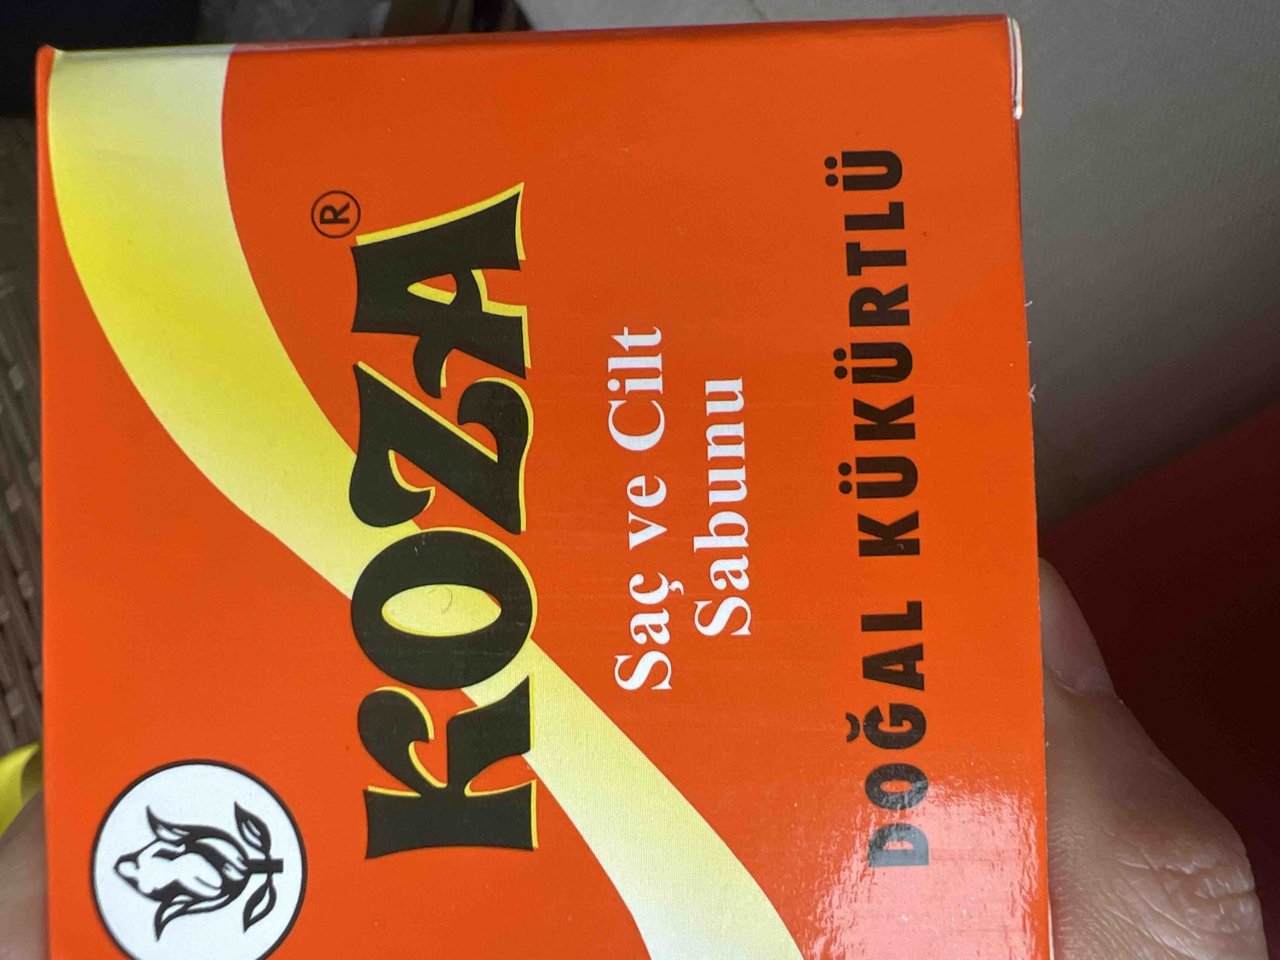 KOZA®
Saç ve Cilt
Sabunu
DOĞAL KÜKÜRTLÜ